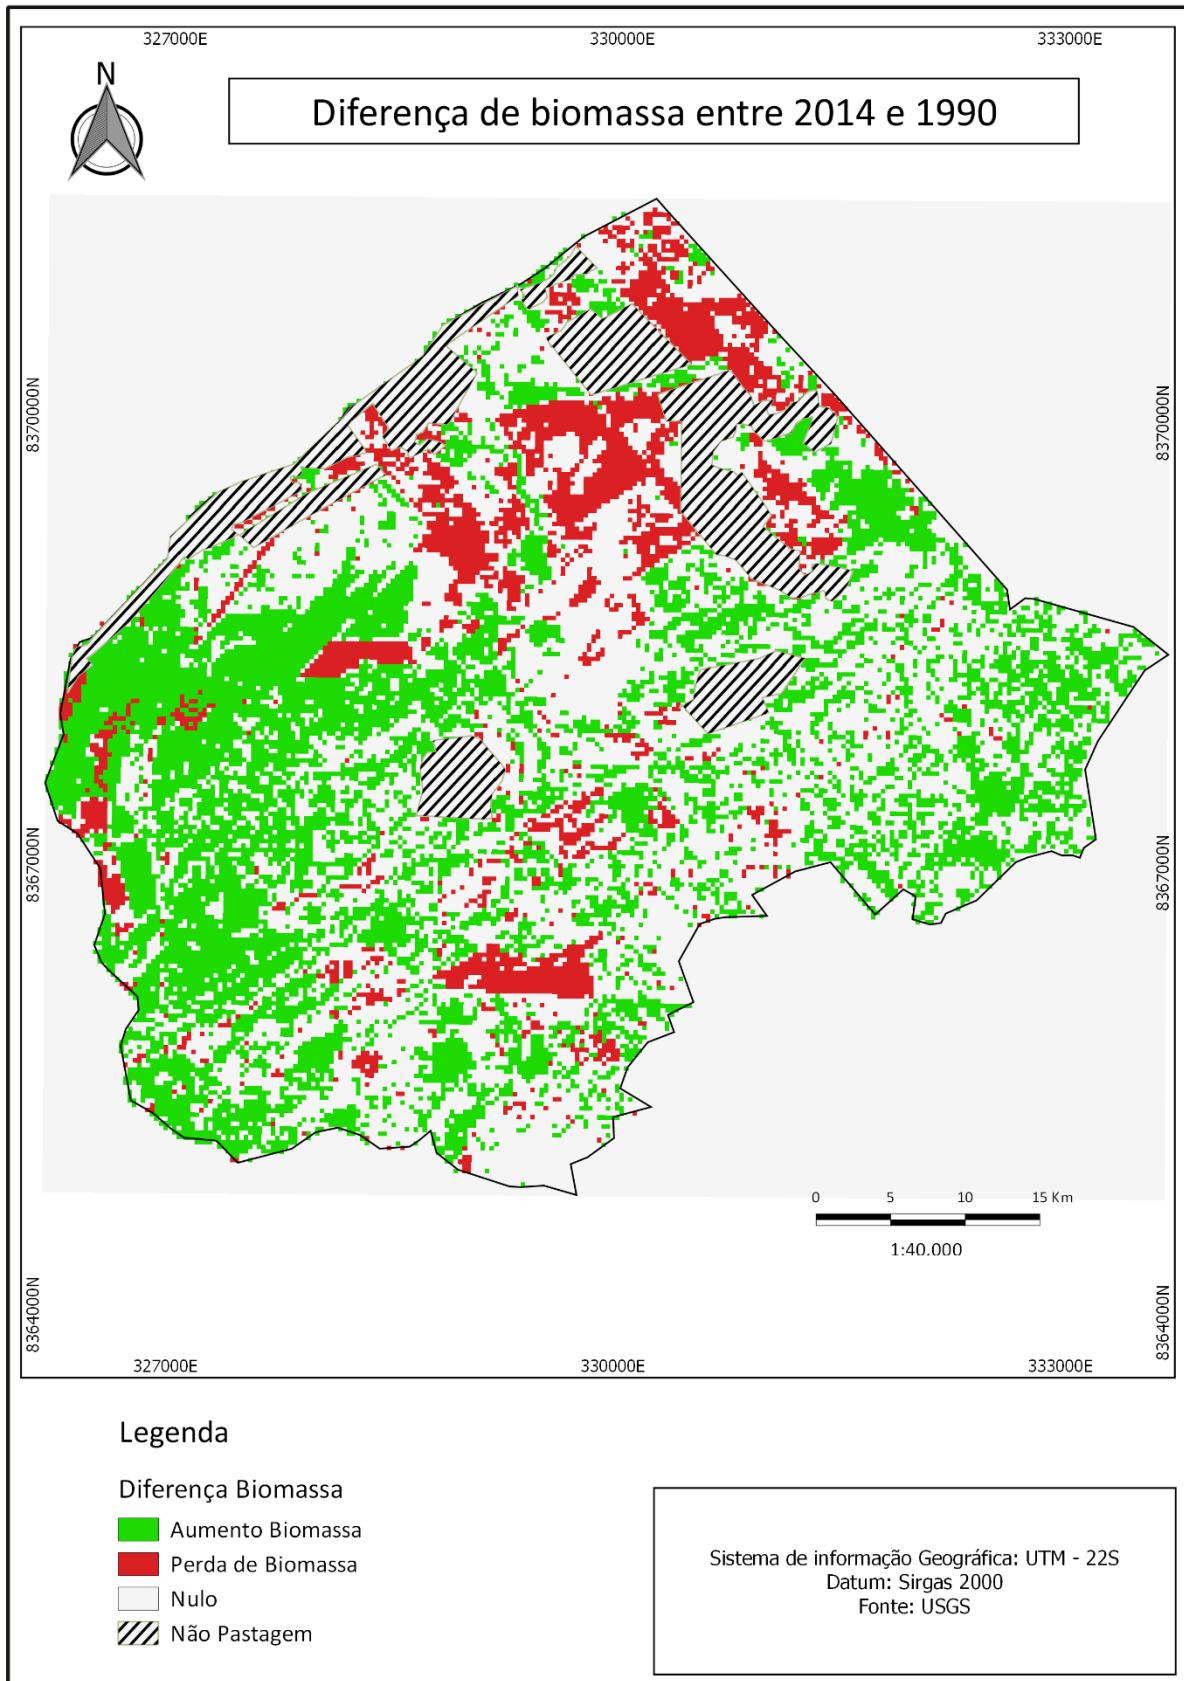 327000E 330000E 333000E
N
Diferença de biomassa entre 2014 e 1990
8370000N 8370000N
8367000N 8367000N
0 5 10 15 Km
1:40.000
8364000N 8364000N
327000E 330000E 333000E
Legenda
Diferença Biomassa
Aumento Biomassa
Perda de Biomassa
Nulo
Não Pastagem
Sistema de informação Geográfica: UTM - 22S
Datum: Sirgas 2000
Fonte: USGS